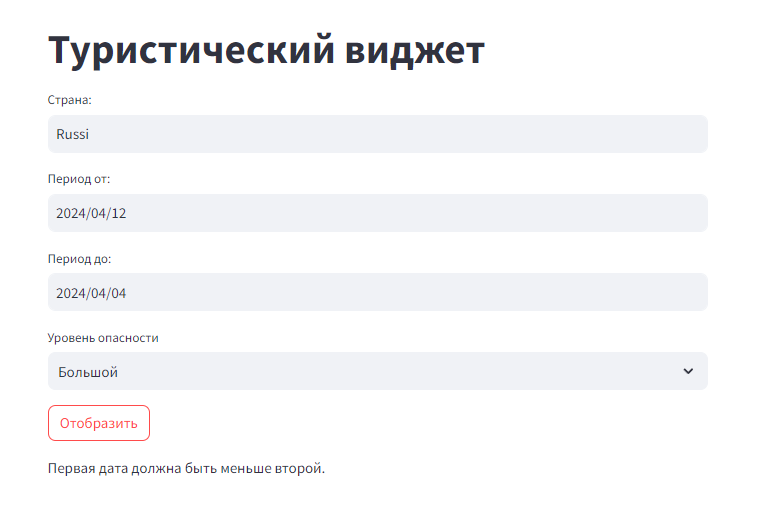 Туристический виджет
Страна:
Russi
Период от:
2024/04/12
Период до:
2024/04/04
Уровень опасности
Большой
Отобразить
Первая дата должна быть меньше второй.